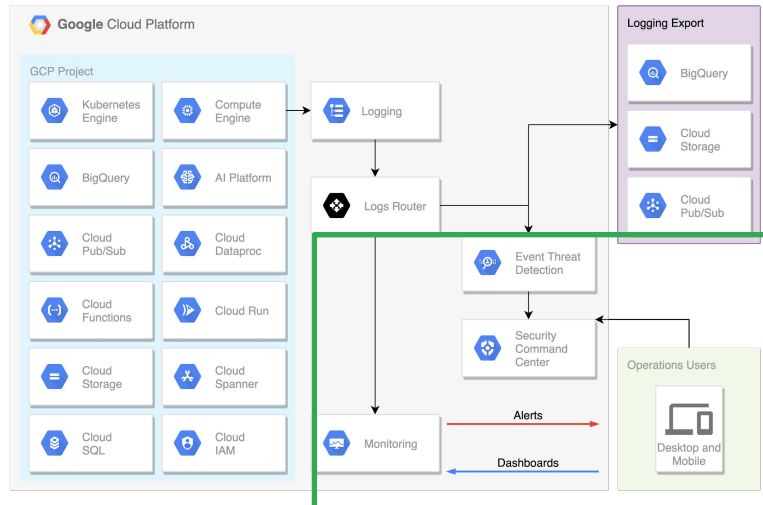 Google Cloud Platform
GCP Project
Kubernetes
Engine
Compute
Engine
BigQuery
AI Platform
Cloud
Pub/Sub
Cloud
Dataproc
Cloud
Functions
Cloud Run
Cloud
Storage
Cloud
Spanner
Cloud
SQL
Cloud
IAM
Logging
Logs Router
Event Threat
Detection
Security
Command
Center
Monitoring
Alerts
Dashboards
Logging Export
BigQuery
Cloud
Storage
Cloud
Pub/Sub
Operations Users
Desktop and
Mobile